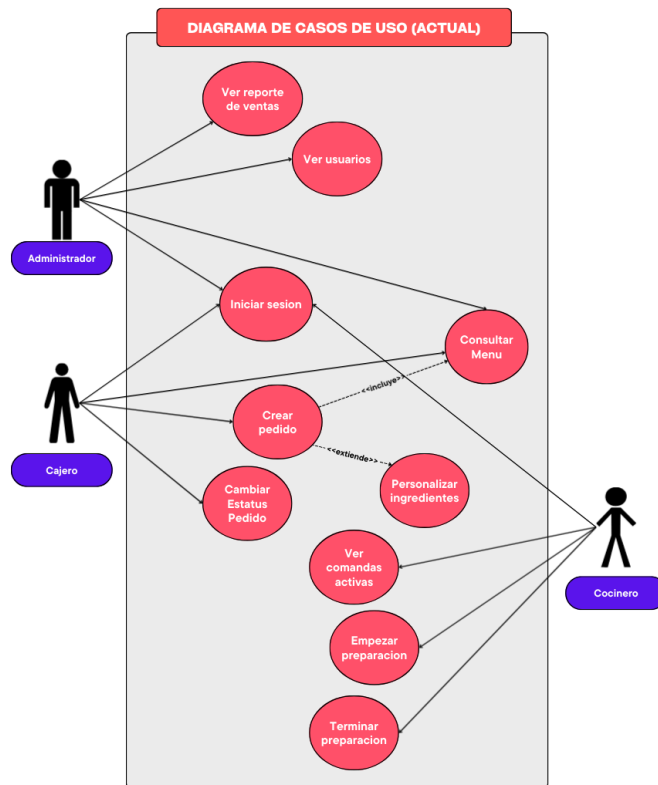 DIAGRAMA DE CASOS DE USO (ACTUAL)
Ver reporte
de ventas
Ver usuarios
Administrador
Iniciar sesion
Consultar
Menu
<<incluye>>
Crear
pedido
<<extiende>>
Cajero
Cambiar
Estatus
Pedido
Personalizar
ingredientes
Ver
comandas
activas
Cocinero
Empezar
preparacion
Terminar
preparacion